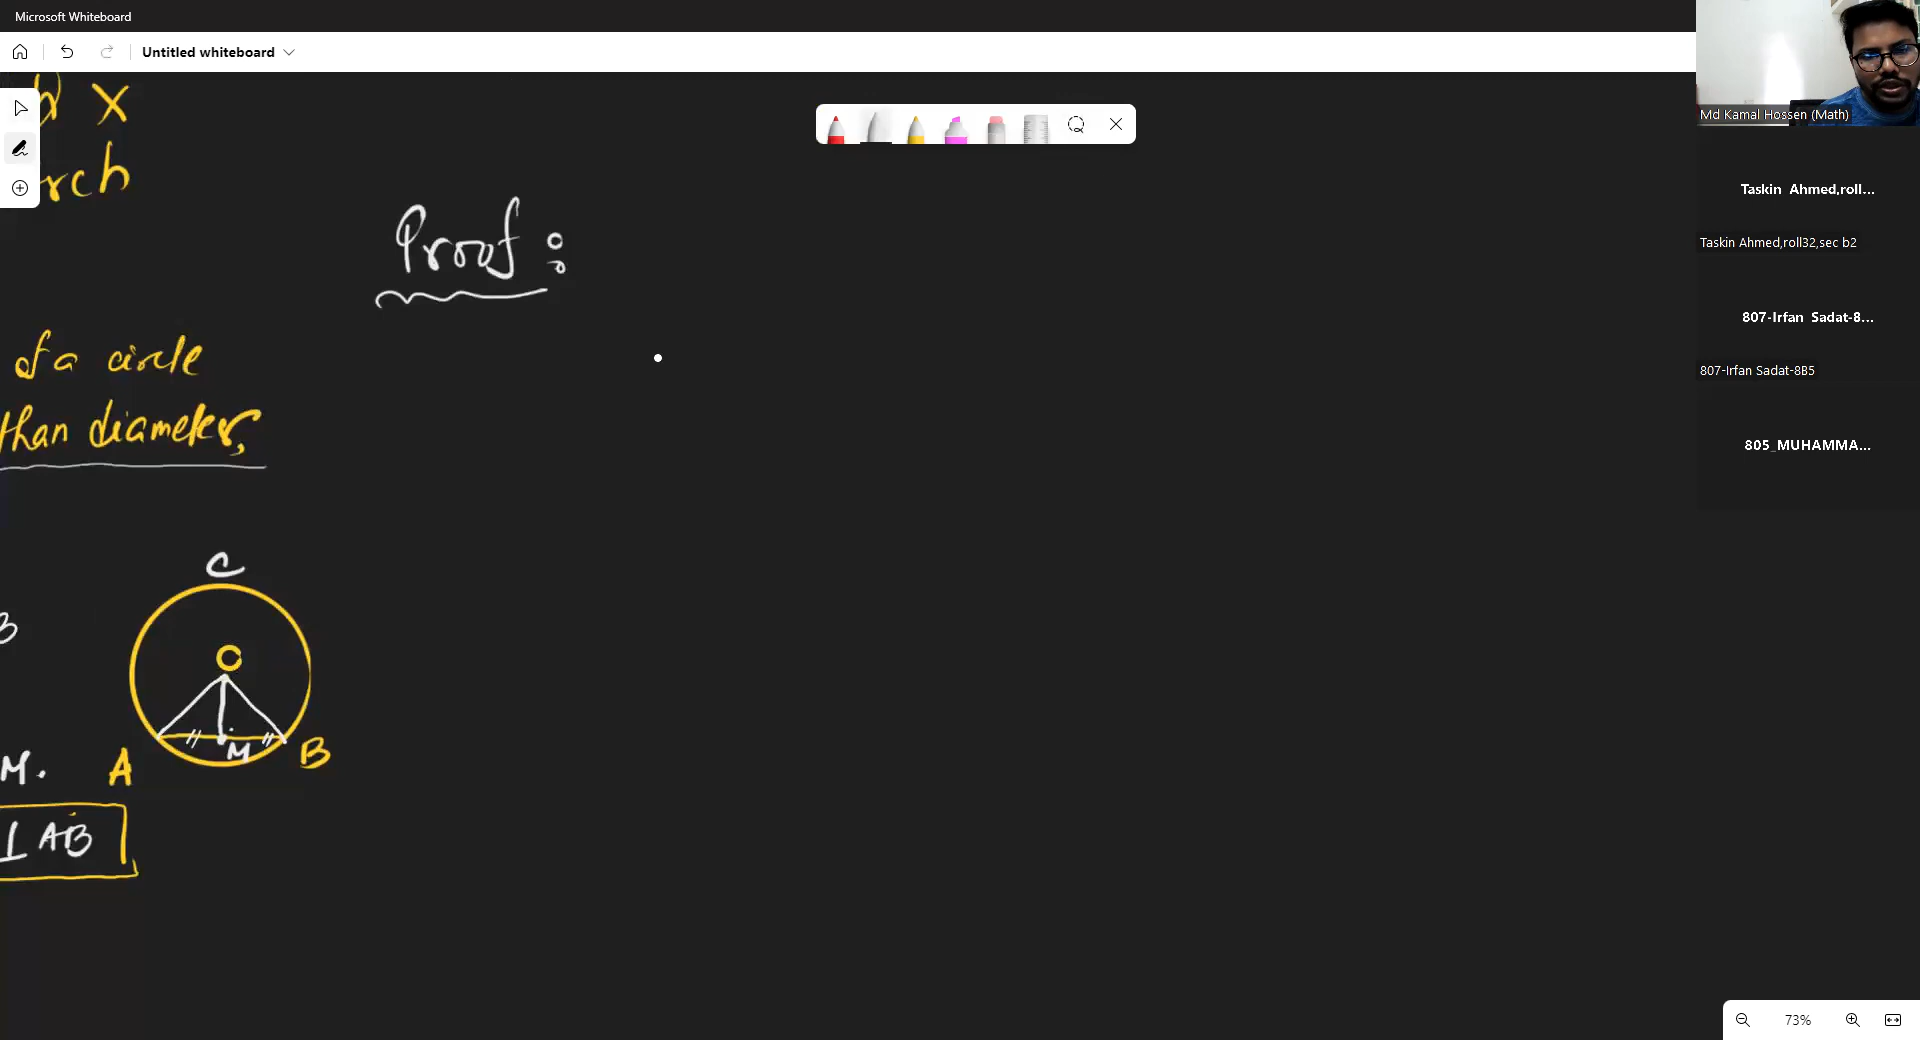 Microsoft Whiteboard
Untitled whiteboard
X
rch
Proof :
of a circle
than diameter,
C
O
B
M.
A
M
B
⊥ AB
Md Kamal Hossen (Math)
Taskin Ahmed,roll...
Taskin Ahmed,roll32,sec b2
807-Irfan Sadat-8...
807-Irfan Sadat-8B5
805_MUHAMMA...
73%